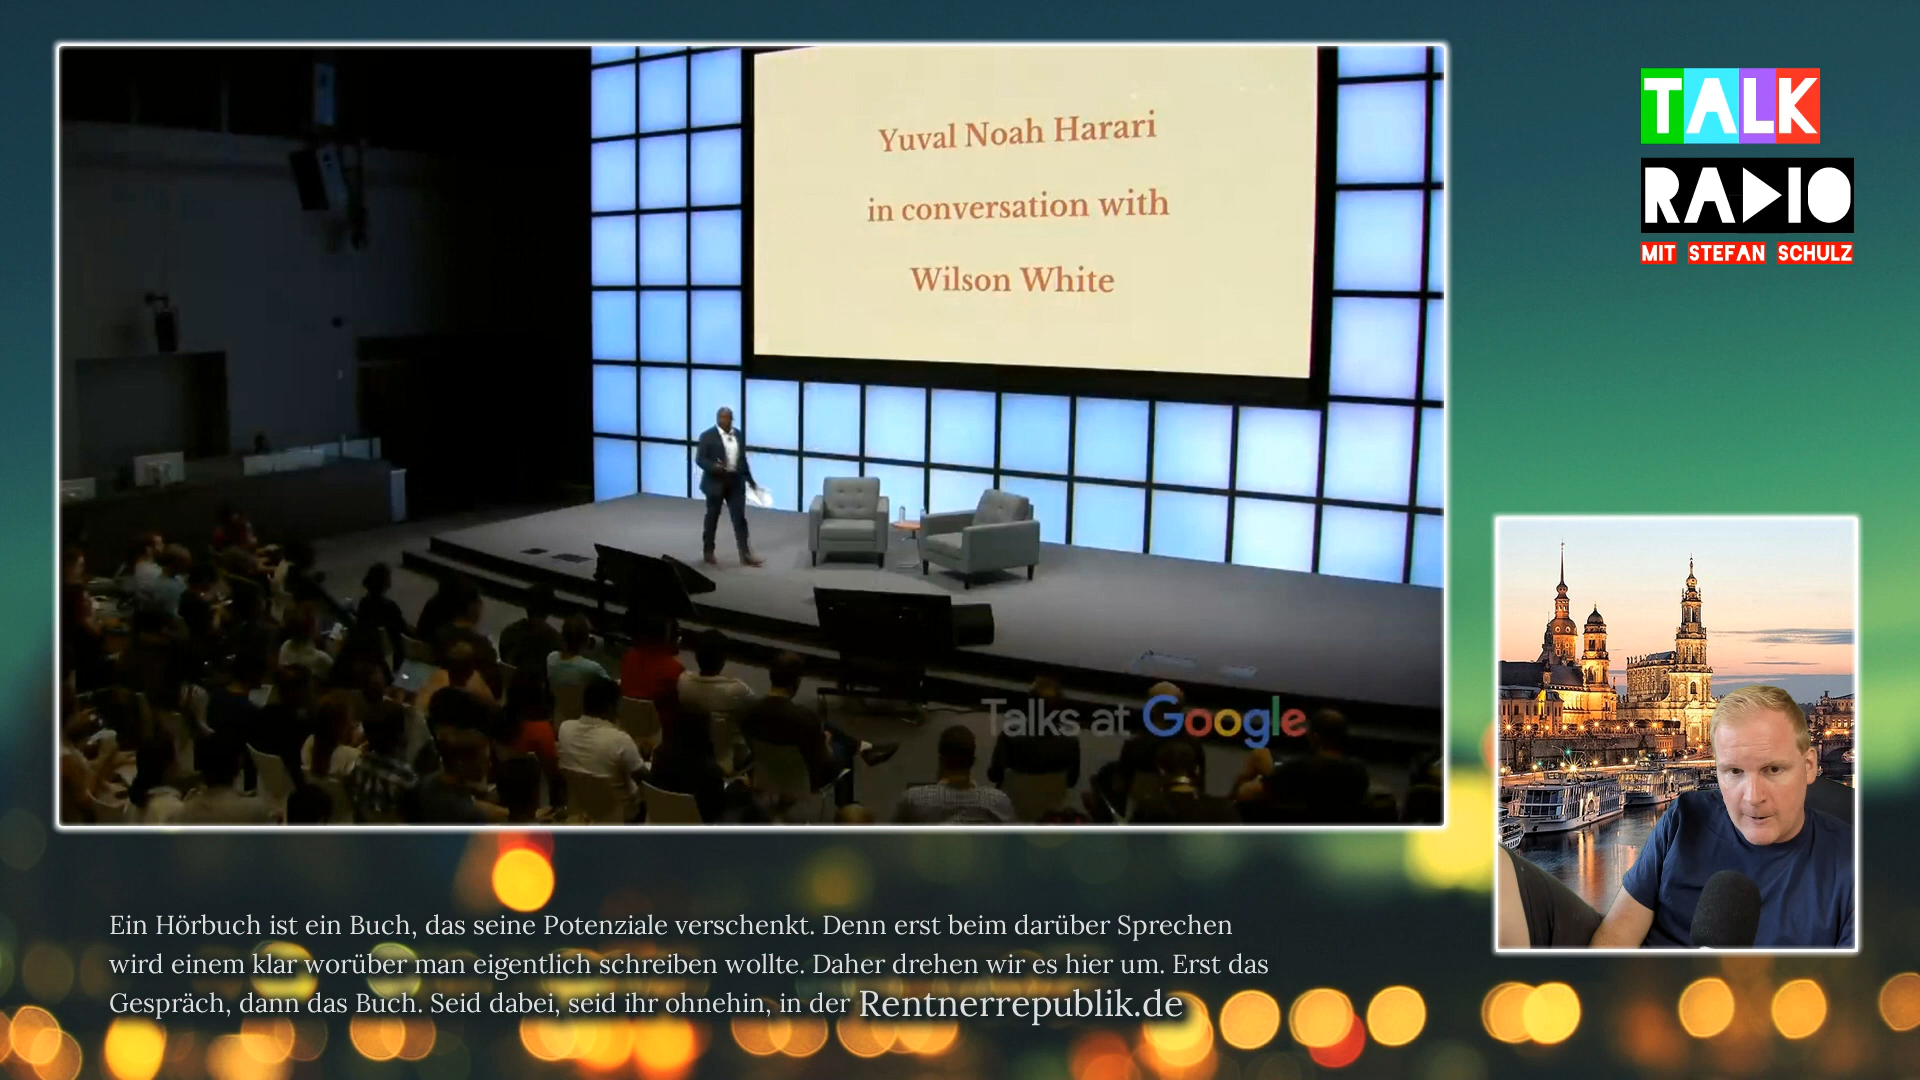 Yuval Noah Harari
in conversation with
Wilson White
Talks at Google
TALK
RADIO
MIT STEFAN SCHULZ
Ein Hörbuch ist ein Buch, das seine Potenziale verschenkt. Denn erst beim darüber Sprechen
wird einem klar worüber man eigentlich schreiben wollte. Daher drehen wir es hier um. Erst das
Gespräch, dann das Buch. Seid dabei, seid ihr ohnehin, in der Rentnerrepublik.de